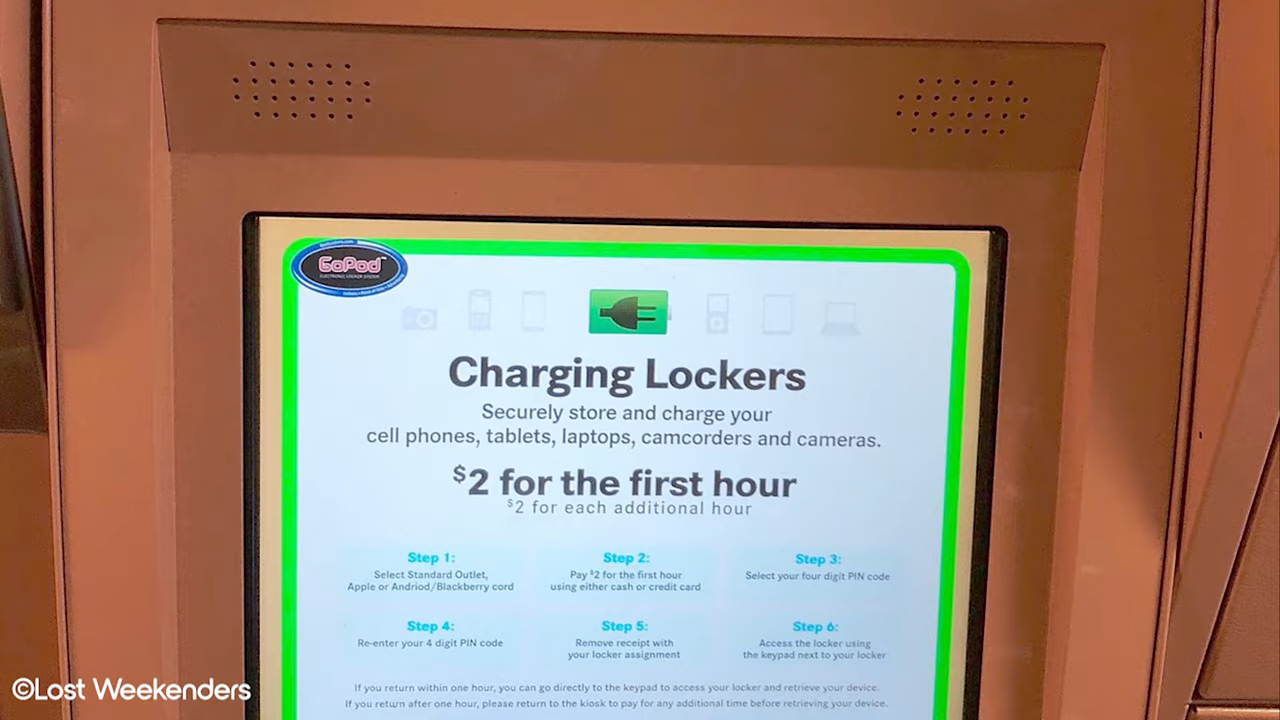 GoPod™
ELECTRONIC LOCKER SYSTEM
Charging Lockers
Securely store and charge your
cell phones, tablets, laptops, camcorders and cameras.
$2 for the first hour
$2 for each additional hour
Step 1:
Select Standard Outlet,
Apple or Andriod/Blackberry cord
Step 2:
Pay $2 for the first hour
using either cash or credit card
Step 3:
Select your four digit PIN code
Step 4:
Re-enter your 4 digit PIN code
Step 5:
Remove receipt with
your locker assignment
Step 6:
Access the locker using
the keypad next to your locker
If you return within one hour, you can go directly to the keypad to access your locker and retrieve your device.
If you return after one hour, please return to the kiosk to pay for any additional time before retrieving your device.
©Lost Weekenders